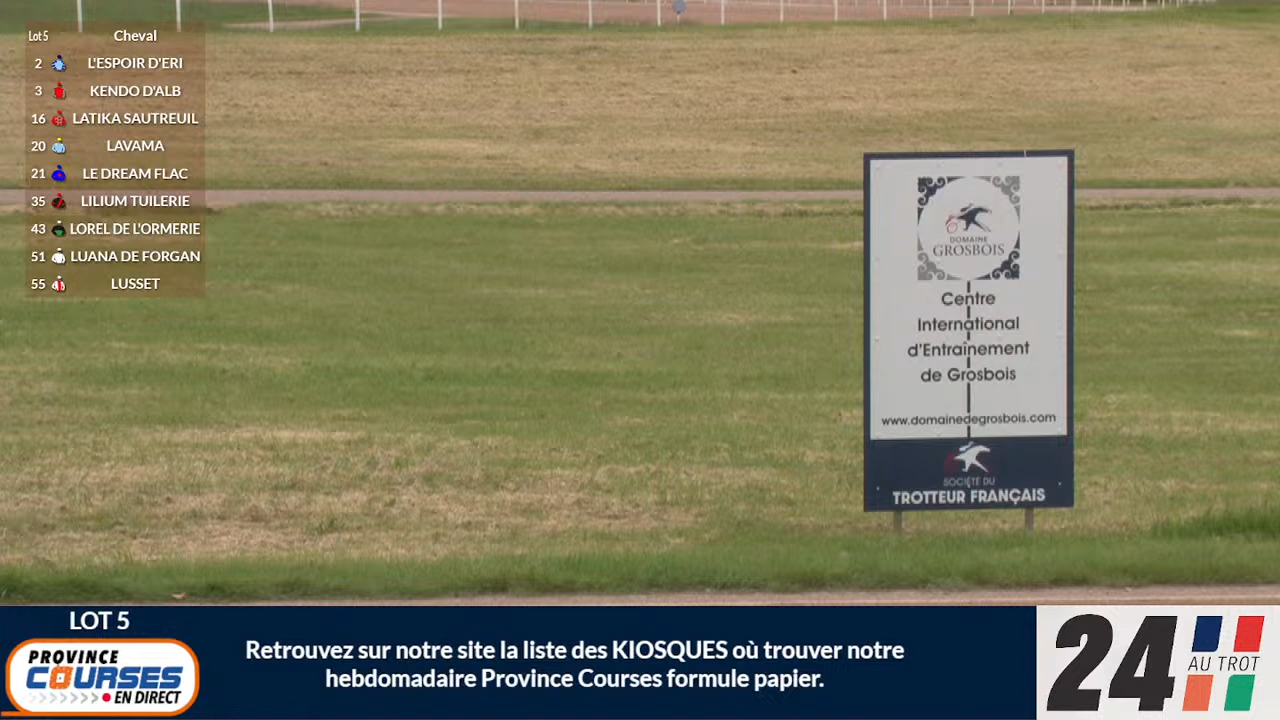 Lot 5 Cheval
2 L'ESPOIR D'ERI
3 KENDO D'ALB
16 LATIKA SAUTREUIL
20 LAVAMA
21 LE DREAM FLAC
35 LILIUM TUILERIE
43 LOREL DE L'ORMERIE
51 LUANA DE FORGAN
55 LUSSET
DOMAINE
GROSBOIS
Centre
International
d'Entraînement
de Grosbois
www.domainedegrosbois.com
SOCIÉTÉ DU
TROTTEUR FRANÇAIS
LOT 5
PROVINCE
COURSES
EN DIRECT
Retrouvez sur notre site la liste des KIOSQUES où trouver notre
hebdomadaire Province Courses formule papier.
24
AU TROT